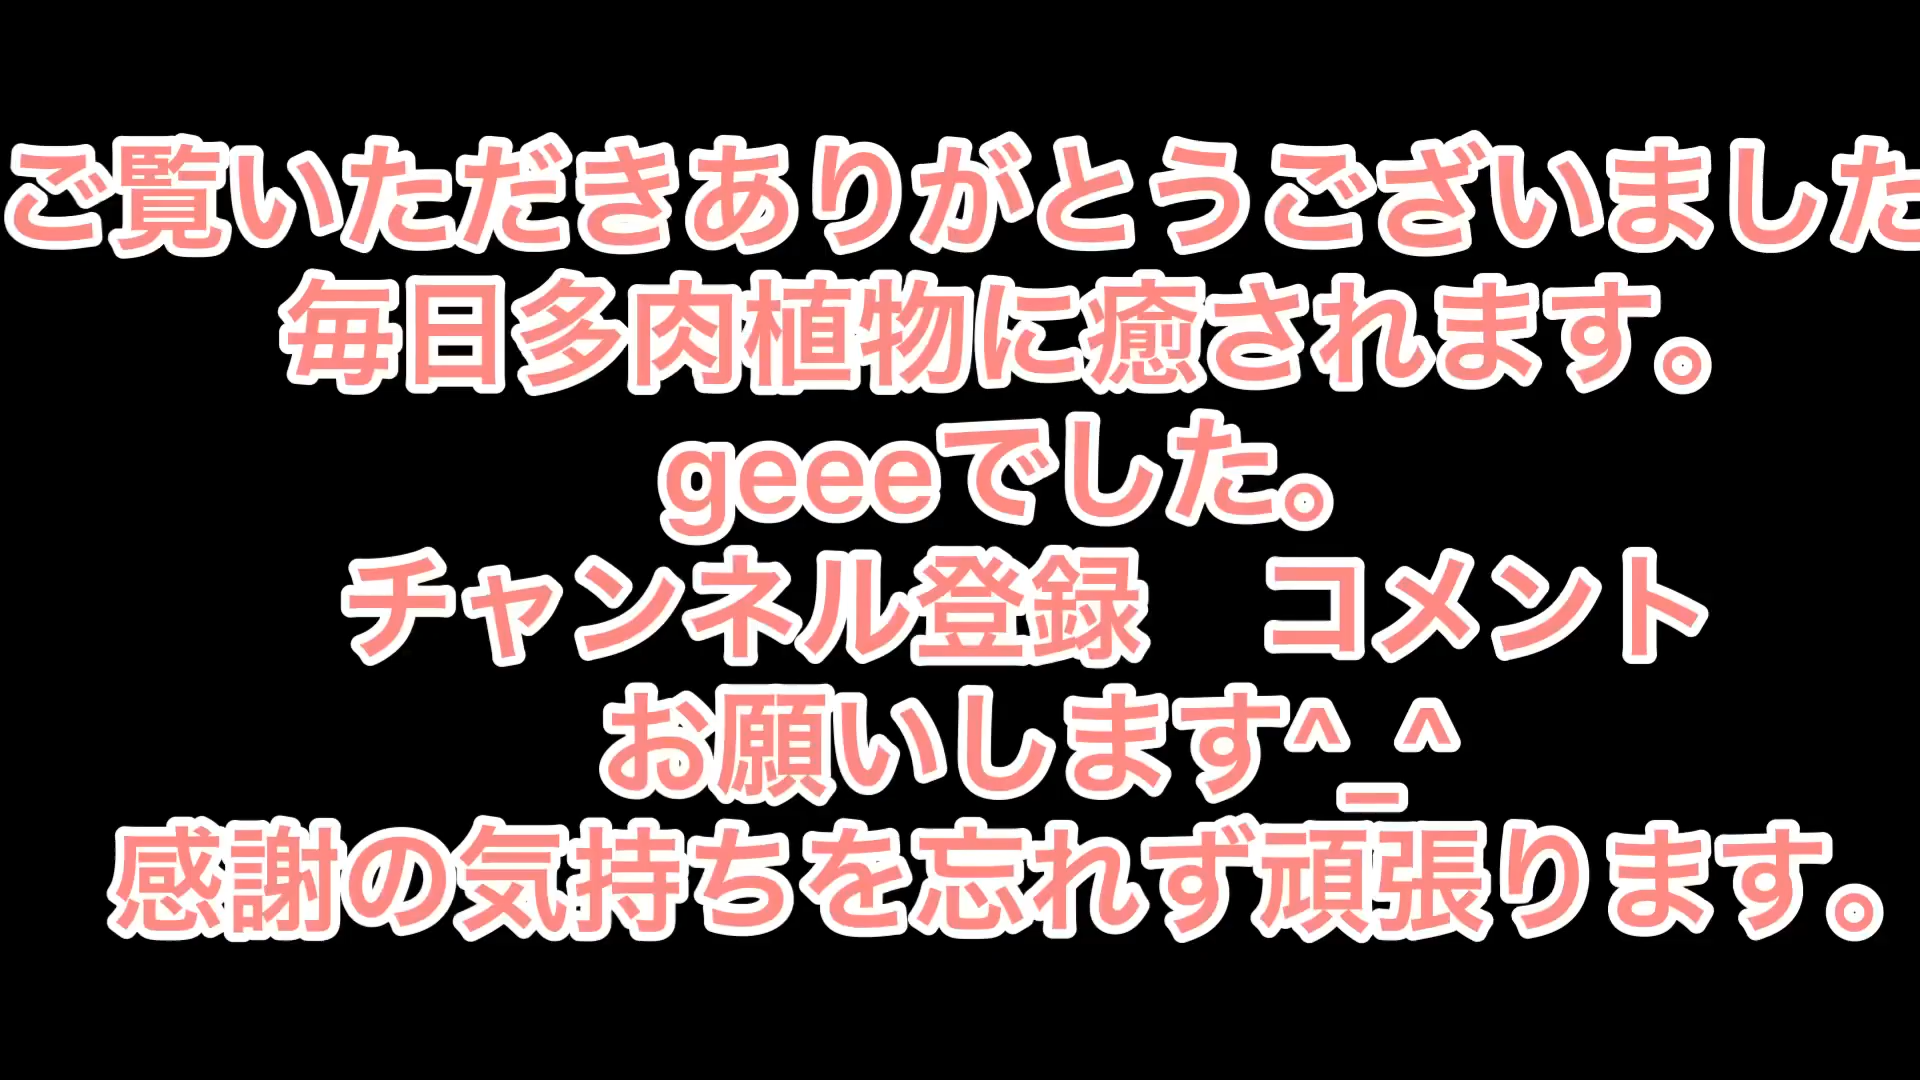 ご覧いただきありがとうございました
毎日多肉植物に癒されます。
geeeでした。
チャンネル登録　コメント
お願いします^_^
感謝の気持ちを忘れず頑張ります。